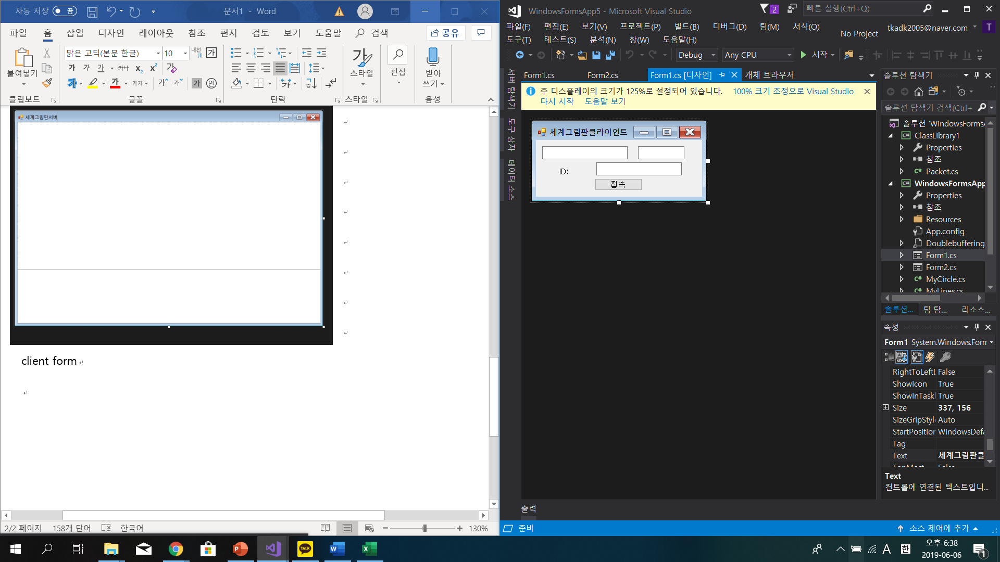 자동 저장 끔 문서1 - Word
파일 홈 삽입 디자인 레이아웃 참조 편지 검토 보기 도움말 검색 공유
맑은 고딕(본문 한글) 10
붙여넣기 스타일 편집 받아쓰기
클립보드 글꼴 단락 스타일 음성
세계그림판서버
client form
2/2 페이지 158개 단어 한국어 130%
WindowsFormsApp5 - Microsoft Visual Studio 2 빠른 실행(Ctrl+Q)
파일(F) 편집(E) 보기(V) 프로젝트(P) 빌드(B) 디버그(D) 팀(M) 서식(O)
도구(T) 테스트(S) 분석(N) 창(W) 도움말(H)
No Project tkadk2005@naver.com T
Debug Any CPU 시작
서버 탐색기
도구 상자
데이터 소스
Form1.cs Form2.cs Form1.cs [디자인] 개체 브라우저
주 디스플레이의 크기가 125%로 설정되어 있습니다. 100% 크기 조정으로 Visual Studio
다시 시작 도움말 보기
세계그림판클라이언트
ID:
접속
솔루션 탐색기
솔루션 탐색기 검색(Ctrl+
솔루션 'WindowsForms
ClassLibrary1
Properties
참조
Packet.cs
WindowsFormsApp
Properties
참조
Resources
App.config
Doublebuffering
Form1.cs
Form2.cs
MyCircle.cs
MyLines.cs
솔루션... 팀 탐... 리소스...
속성
Form1 System.Windows.Form
RightToLeftL False
ShowIcon True
ShowInTask True
Size 337, 156
SizeGripStyle Auto
StartPosition WindowsDefa
Tag
Text 세계그림판클
TopMost False
Text
컨트롤에 연결된 텍스트입니...
출력
준비 소스 제어에 추가
TALK
A 한 오후 6:38
2019-06-06 1